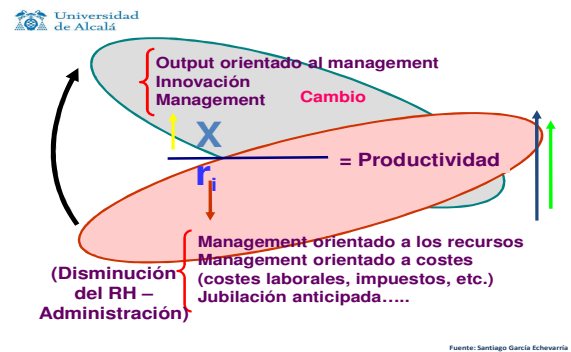 Universidad
de Alcalá
Output orientado al management
Innovación
Management
Cambio
X
= Productividad
ri
Management orientado a los recursos
Management orientado a costes
(costes laborales, impuestos, etc.)
Jubilación anticipada…..
(Disminución
del RH –
Administración)
Fuente: Santiago García Echevarría